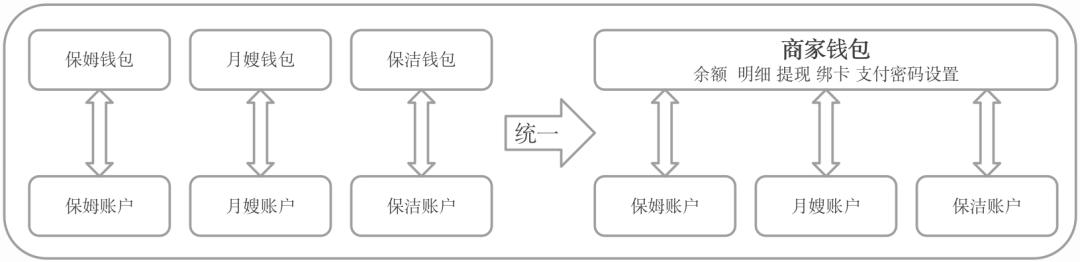 保姆钱包
月嫂钱包
保洁钱包
商家钱包
余额 明细 提现 绑卡 支付密码设置
统一
保姆账户
月嫂账户
保洁账户
保姆账户
月嫂账户
保洁账户